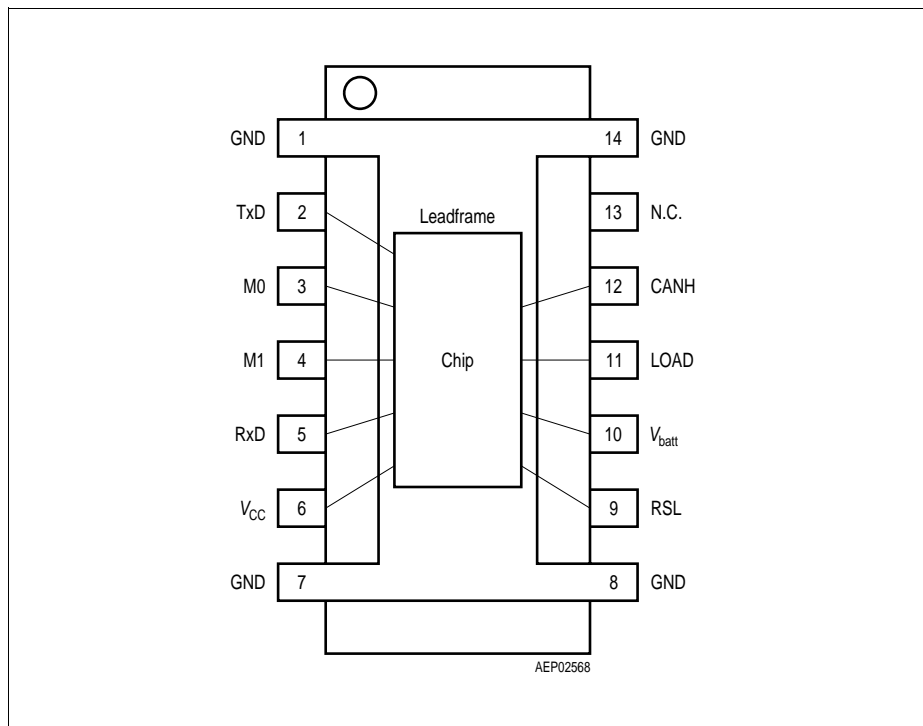 GND 1 14 GND
TxD 2 13 N.C.
Leadframe
M0 3 12 CANH
M1 4 Chip 11 LOAD
RxD 5 10 Vbatt
VCC 6 9 RSL
GND 7 8 GND
AEP02568